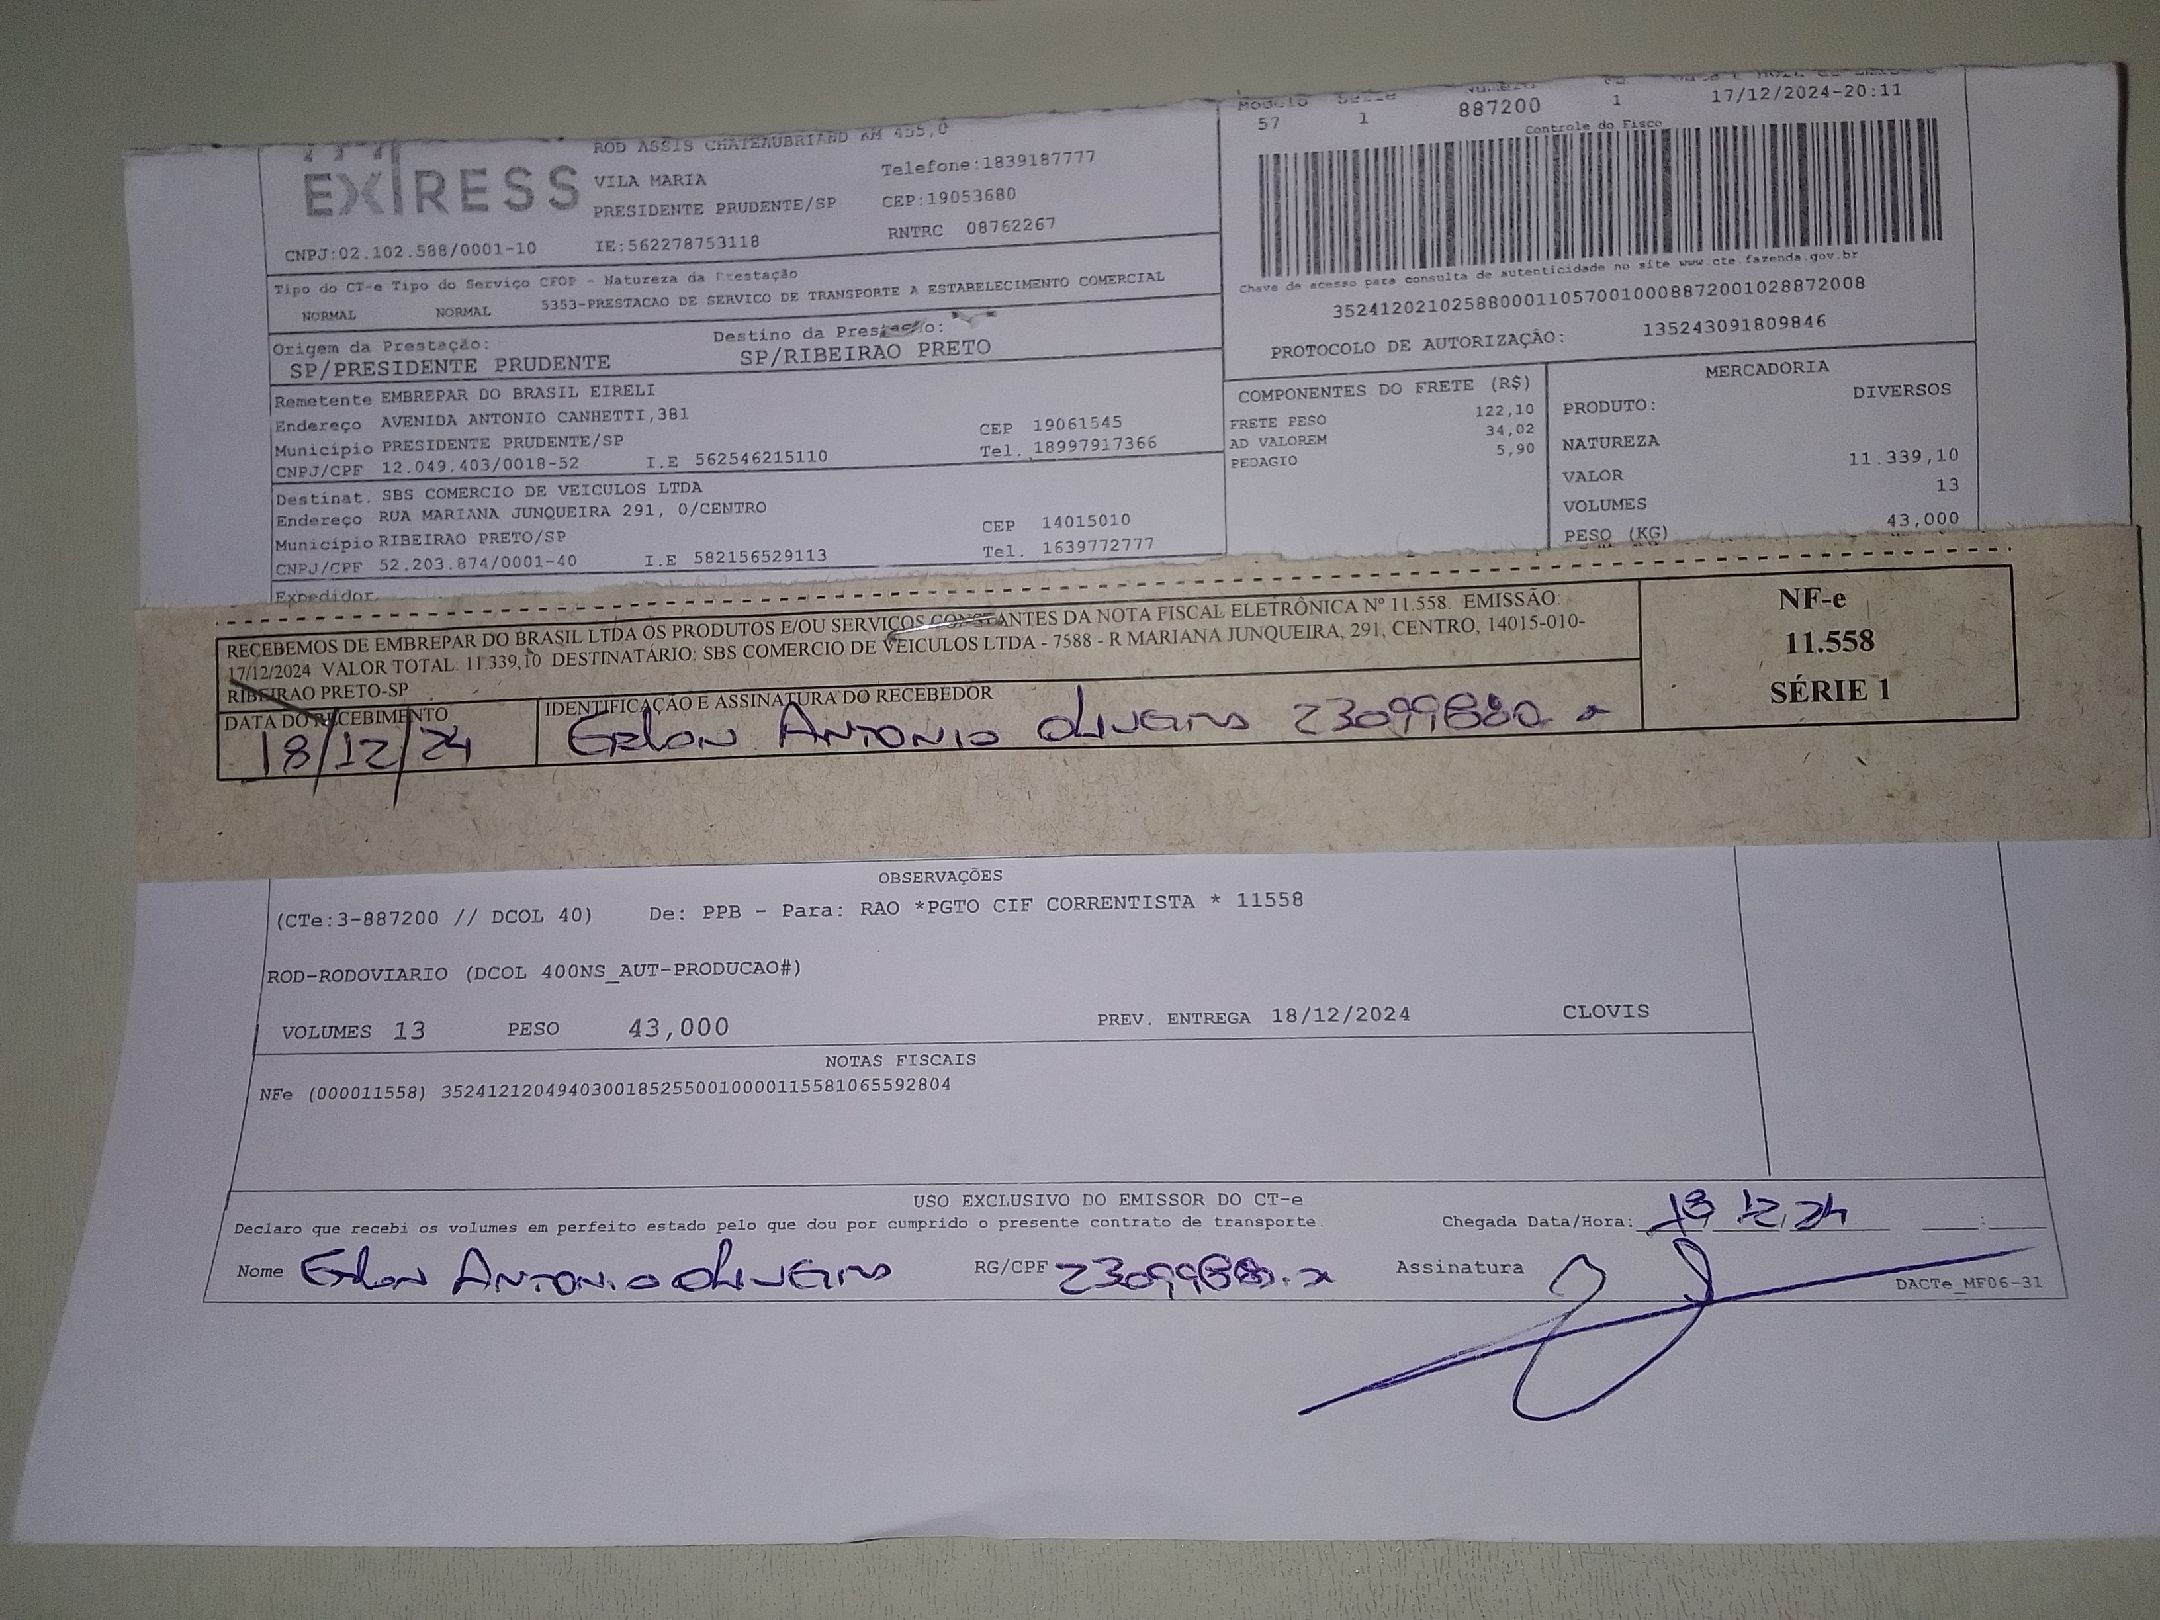 ROD ASSIS CHATEAUBRIAND KM 455,0
EXPRESS
VILA MARIA
Telefone:1839187777
PRESIDENTE PRUDENTE/SP
CEP:19053680
CNPJ:02.102.588/0001-10
IE:562278753118
RNTRC 08762267
Tipo do CT-e Tipo do Serviço CFOP - Natureza da Prestação
NORMAL NORMAL 5353-PRESTACAO DE SERVICO DE TRANSPORTE A ESTABELECIMENTO COMERCIAL
Origem da Prestação:
SP/PRESIDENTE PRUDENTE
Destino da Prestação:
SP/RIBEIRAO PRETO
Remetente EMBREPAR DO BRASIL EIRELI
Endereço AVENIDA ANTONIO CANHETTI,381
CEP 19061545
Município PRESIDENTE PRUDENTE/SP
Tel. 18997917366
CNPJ/CPF 12.049.403/0018-52 I.E 562546215110
Destinat. SBS COMERCIO DE VEICULOS LTDA
Endereço RUA MARIANA JUNQUEIRA 291, 0/CENTRO
CEP 14015010
Município RIBEIRAO PRETO/SP
Tel. 1639772777
CNPJ/CPF 52.203.874/0001-40 I.E 582156529113
Expedidor
Modelo Serie Número
57 1 887200 1 17/12/2024-20:11
Controle do Fisco
Chave de acesso para consulta de autenticidade no site www.cte.fazenda.gov.br
35241202102588000110570010008872001028872008
PROTOCOLO DE AUTORIZAÇÃO: 135243091809846
COMPONENTES DO FRETE (R$)
FRETE PESO 122,10
AD VALOREM 34,02
PEDAGIO 5,90
MERCADORIA
PRODUTO: DIVERSOS
NATUREZA
VALOR 11.339,10
VOLUMES 13
PESO (KG) 43,000
RECEBEMOS DE EMBREPAR DO BRASIL LTDA OS PRODUTOS E/OU SERVIÇOS CONSTANTES DA NOTA FISCAL ELETRÔNICA Nº 11.558. EMISSÃO:
17/12/2024 VALOR TOTAL: 11.339,10 DESTINATÁRIO: SBS COMERCIO DE VEICULOS LTDA - 7588 - R MARIANA JUNQUEIRA, 291, CENTRO, 14015-010-
RIBEIRAO PRETO-SP
DATA DO RECEBIMENTO
18/12/24
IDENTIFICAÇÃO E ASSINATURA DO RECEBEDOR
Erlon Antonio Oliveira
NF-e
11.558
SÉRIE 1
OBSERVAÇÕES
(CTe:3-887200 // DCOL 40) De: PPB - Para: RAO *PGTO CIF CORRENTISTA * 11558
ROD-RODOVIARIO (DCOL 400NS_AUT-PRODUCAO#)
VOLUMES 13 PESO 43,000 PREV. ENTREGA 18/12/2024 CLOVIS
NOTAS FISCAIS
NFe (000011558) 35241212049403001852550010000115581065592804
USO EXCLUSIVO DO EMISSOR DO CT-e
Declaro que recebi os volumes em perfeito estado pelo que dou por cumprido o presente contrato de transporte.
Chegada Data/Hora: 18 12 24
Nome Erlon Antonio Oliveira RG/CPF Assinatura
DACTe_MF06-31